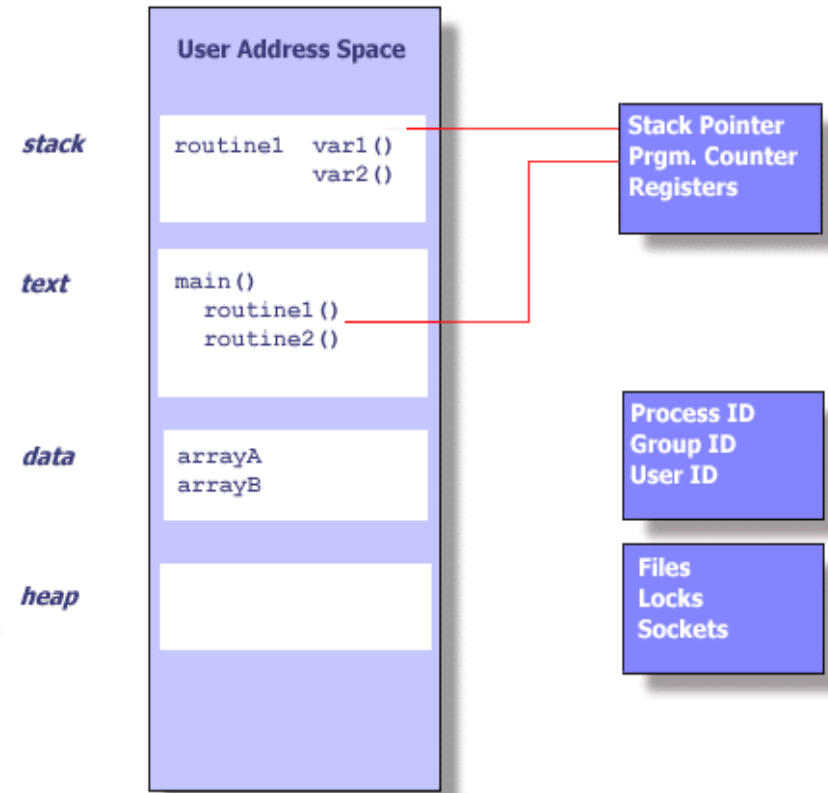 User Address Space
stack
routine1 var1()
var2()
text
main()
routine1()
routine2()
data
arrayA
arrayB
heap
Stack Pointer
Prgm. Counter
Registers
Process ID
Group ID
User ID
Files
Locks
Sockets